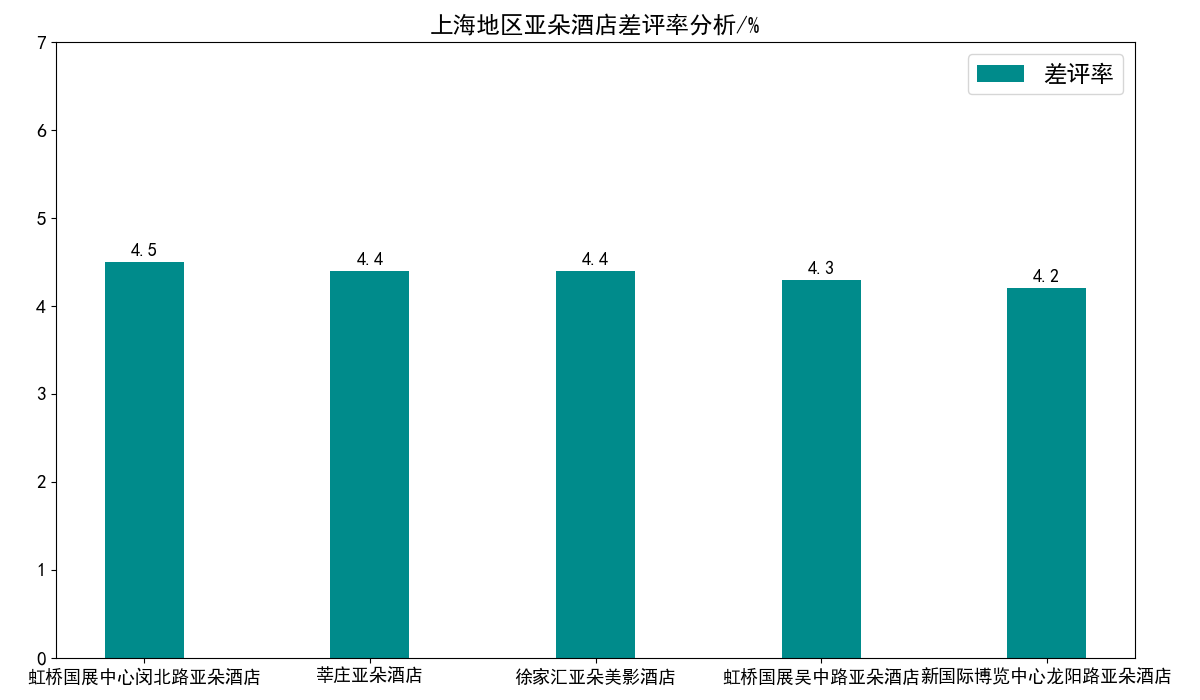 上海地区亚朵酒店差评率分析/%
差评率
7
6
5
4
3
2
1
0
4.5
4.4
4.4
4.3
4.2
虹桥国展中心闵北路亚朵酒店
莘庄亚朵酒店
徐家汇亚朵美影酒店
虹桥国展吴中路亚朵酒店
新国际博览中心龙阳路亚朵酒店